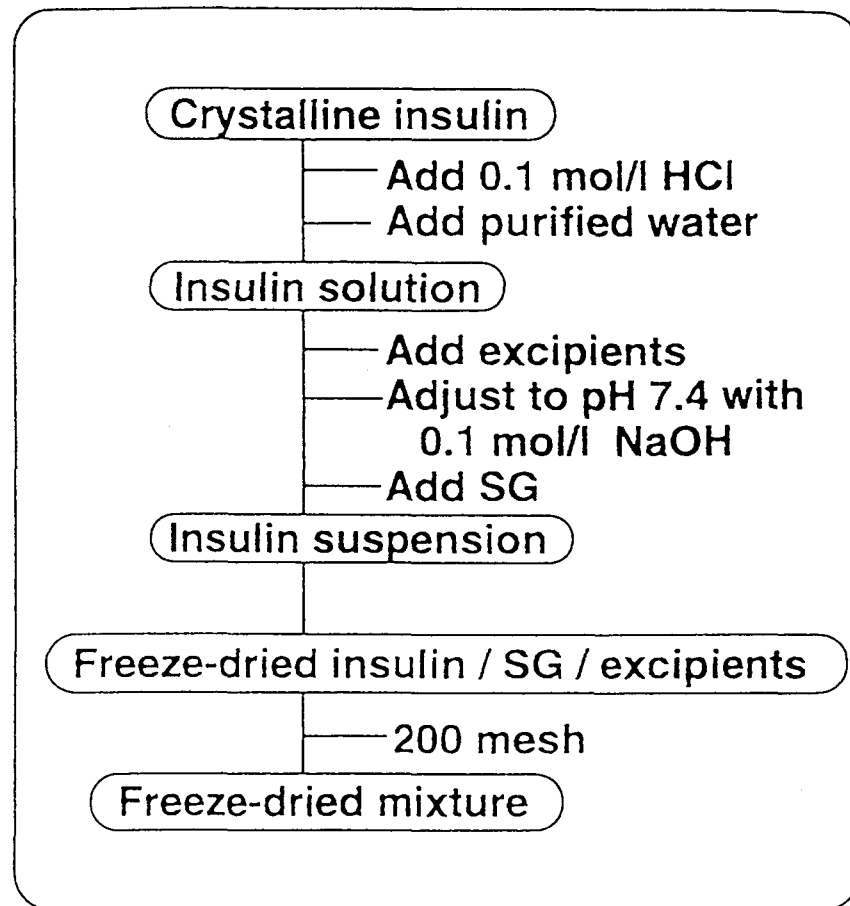 Crystalline insulin
Add 0.1 mol/l HCl
Add purified water
Insulin solution
Add excipients
Adjust to pH 7.4 with
0.1 mol/l NaOH
Add SG
Insulin suspension
Freeze-dried insulin / SG / excipients
200 mesh
Freeze-dried mixture